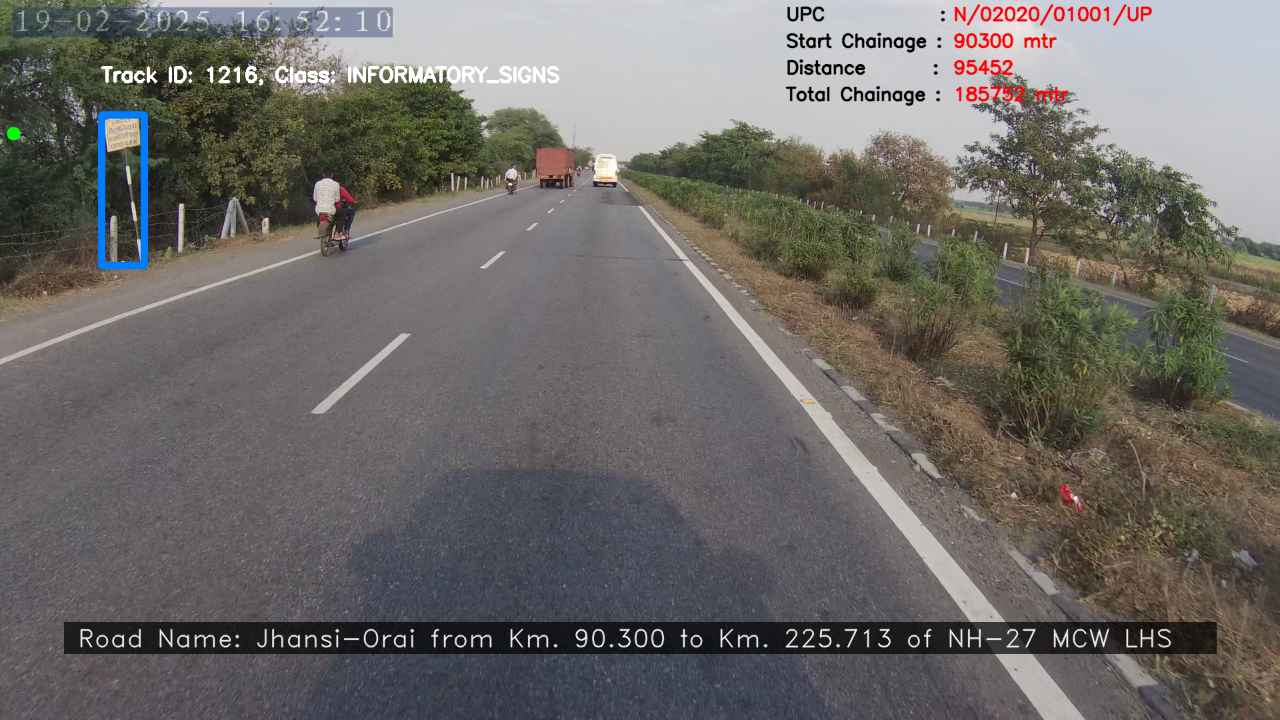 19-02-2025 16:52:10
UPC : N/02020/01001/UP
Start Chainage : 90300 mtr
Distance : 95452
Total Chainage : 185752 mtr
Track ID: 1216, Class: INFORMATORY_SIGNS
Road Name: Jhansi-Orai from Km. 90.300 to Km. 225.713 of NH-27 MCW LHS